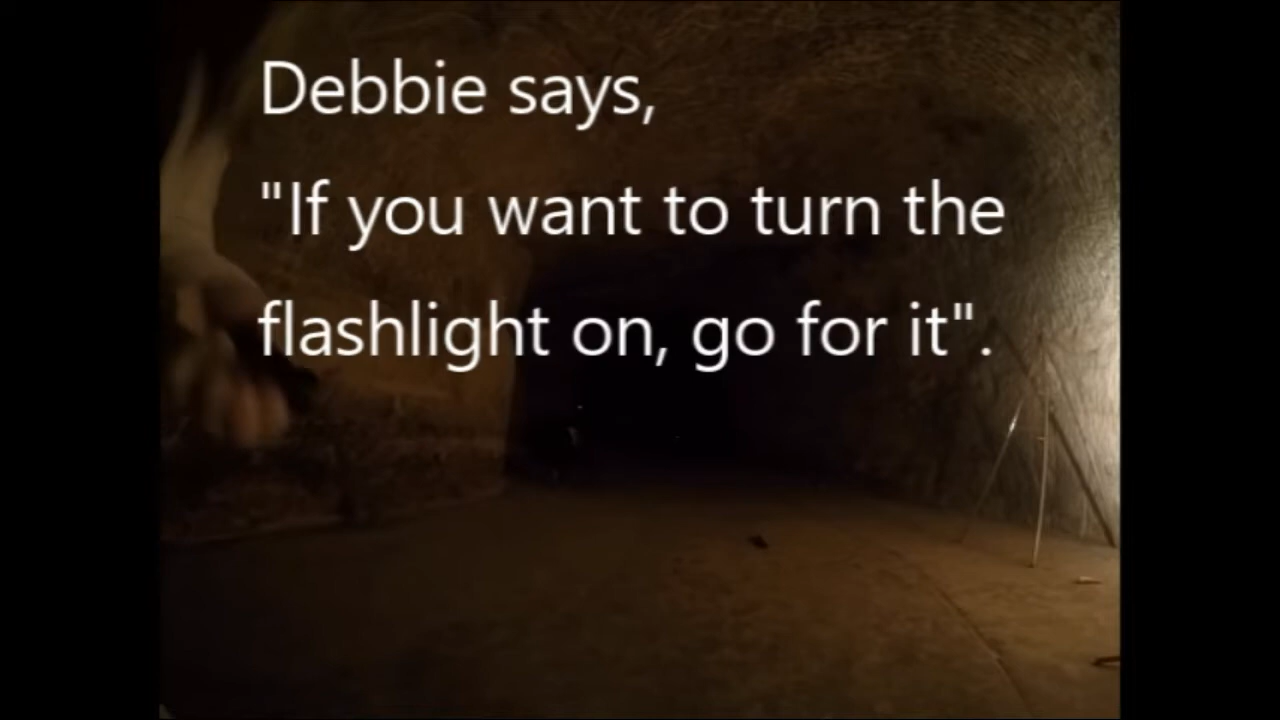 Debbie says,
"If you want to turn the
flashlight on, go for it".